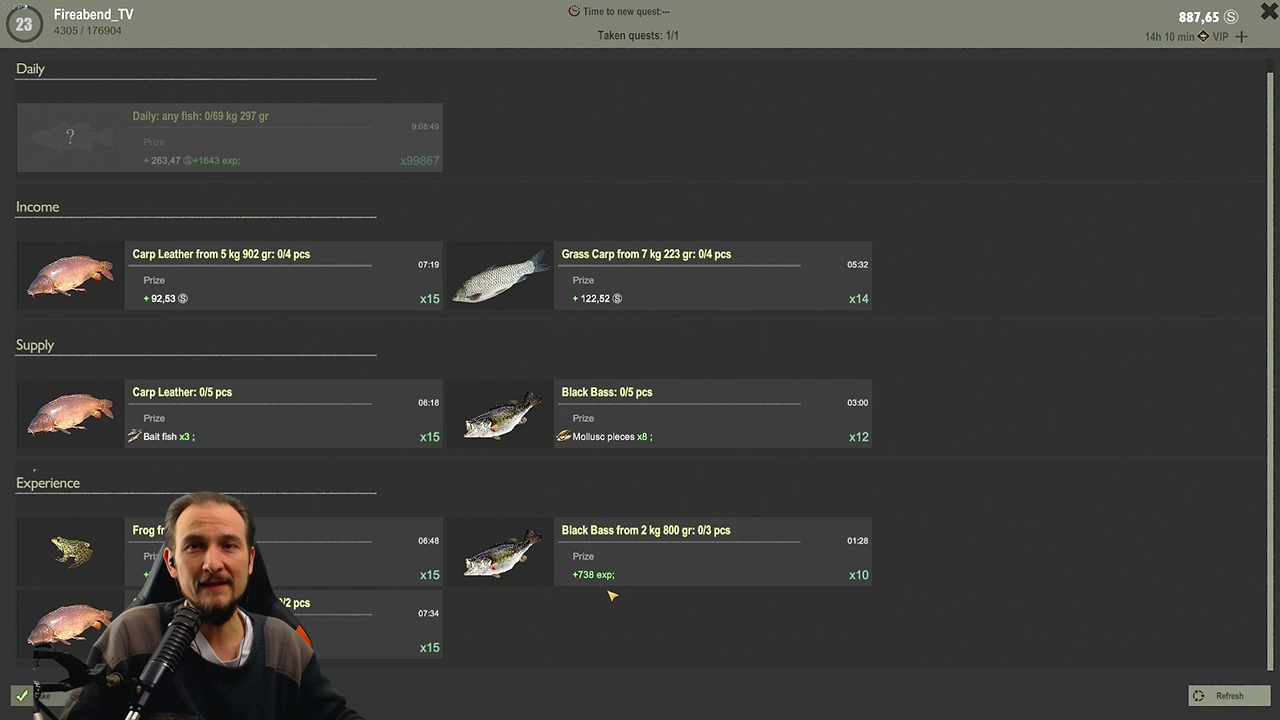 23
Fireabend_TV
4305 / 176904
Time to new quest:---
Taken quests: 1/1
887,65 S
14h 10 min VIP +
Daily
?
Daily: any fish: 0/69 kg 297 gr
9:08:49
Prize
+ 263,47 S+1643 exp;
x99867
Income
Carp Leather from 5 kg 902 gr: 0/4 pcs
07:19
Prize
+ 92,53 S
x15
Grass Carp from 7 kg 223 gr: 0/4 pcs
05:32
Prize
+ 122,52 S
x14
Supply
Carp Leather: 0/5 pcs
06:18
Prize
Bait fish x3 ;
x15
Black Bass: 0/5 pcs
03:00
Prize
Mollusc pieces x8 ;
x12
Experience
Frog
06:48
x15
Black Bass from 2 kg 800 gr: 0/3 pcs
01:28
Prize
+738 exp;
x10
/2 pcs
07:34
x15
Refresh